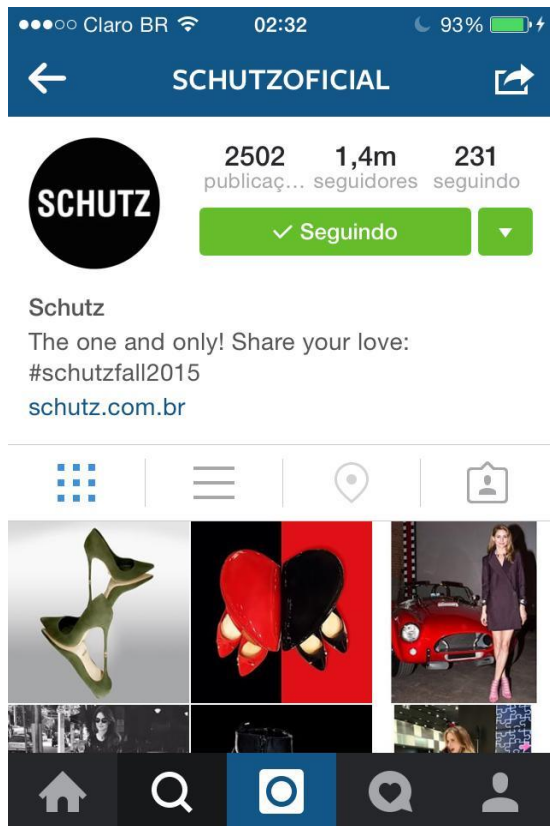 Claro BR 02:32 93%
SCHUTZOFICIAL
SCHUTZ
2502 1,4m 231
publicaç... seguidores seguindo
Seguindo
Schutz
The one and only! Share your love:
#schutzfall2015
schutz.com.br